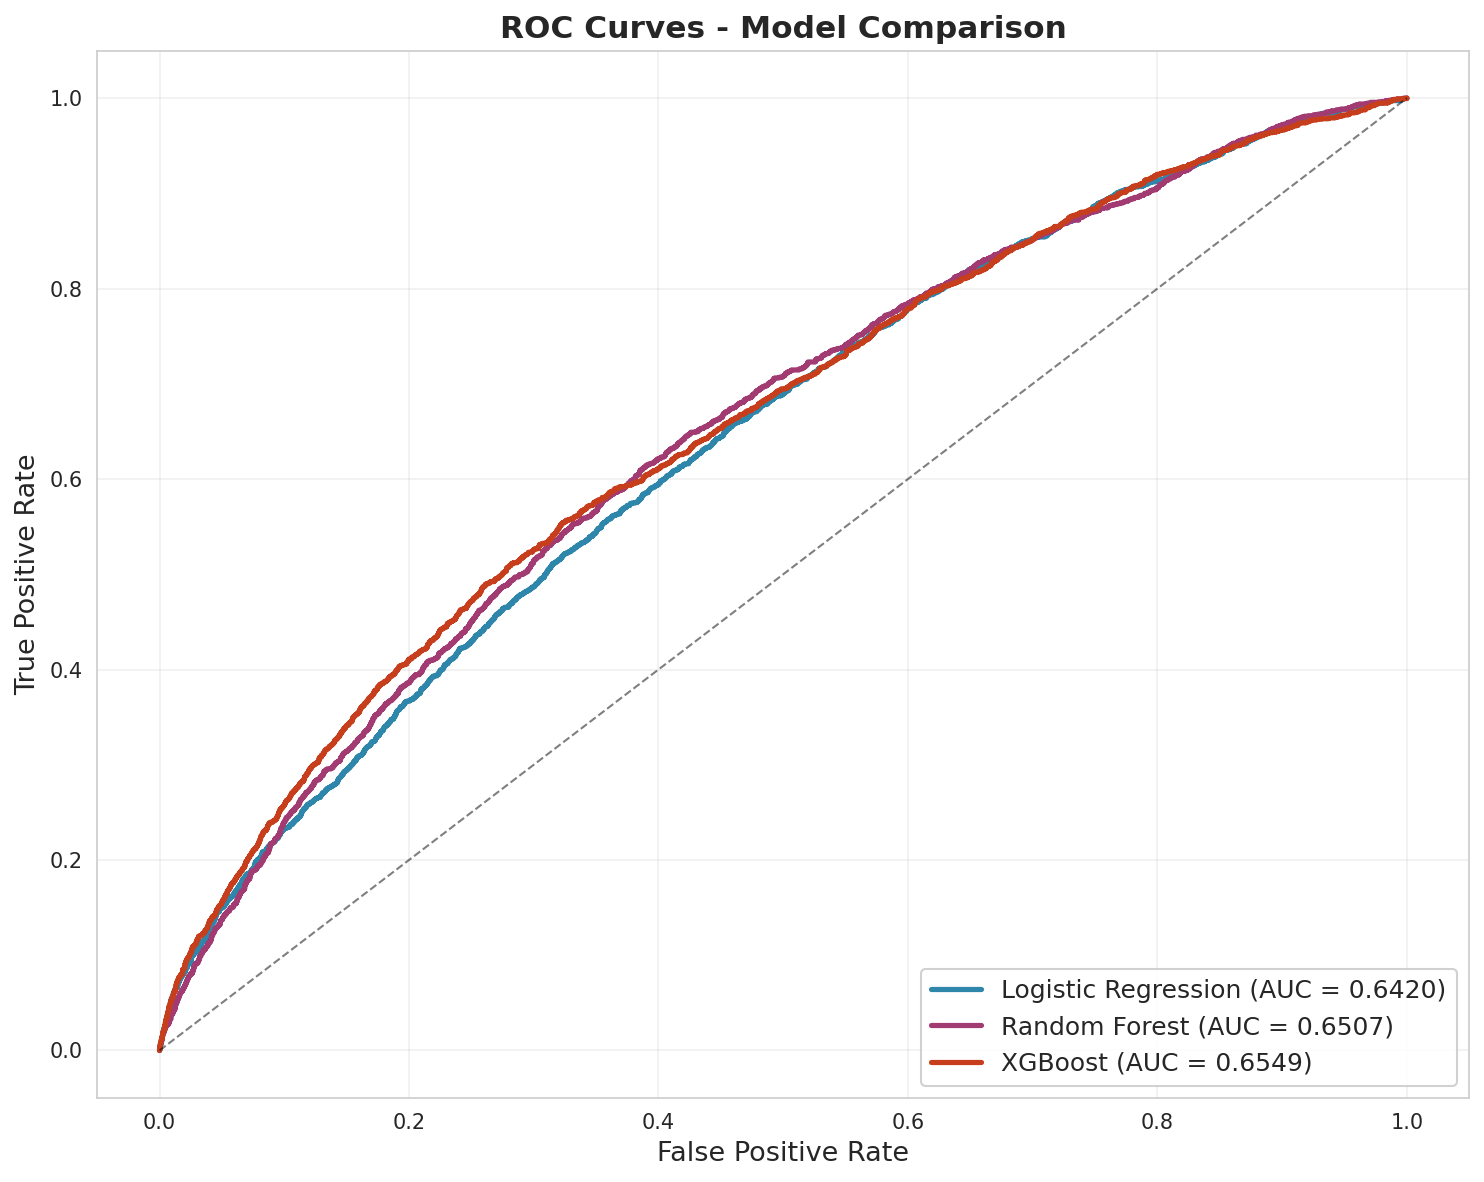 ROC Curves - Model Comparison
True Positive Rate
1.0
0.8
0.6
0.4
0.2
0.0
Logistic Regression (AUC = 0.6420)
Random Forest (AUC = 0.6507)
XGBoost (AUC = 0.6549)
0.0 0.2 0.4 0.6 0.8 1.0
False Positive Rate